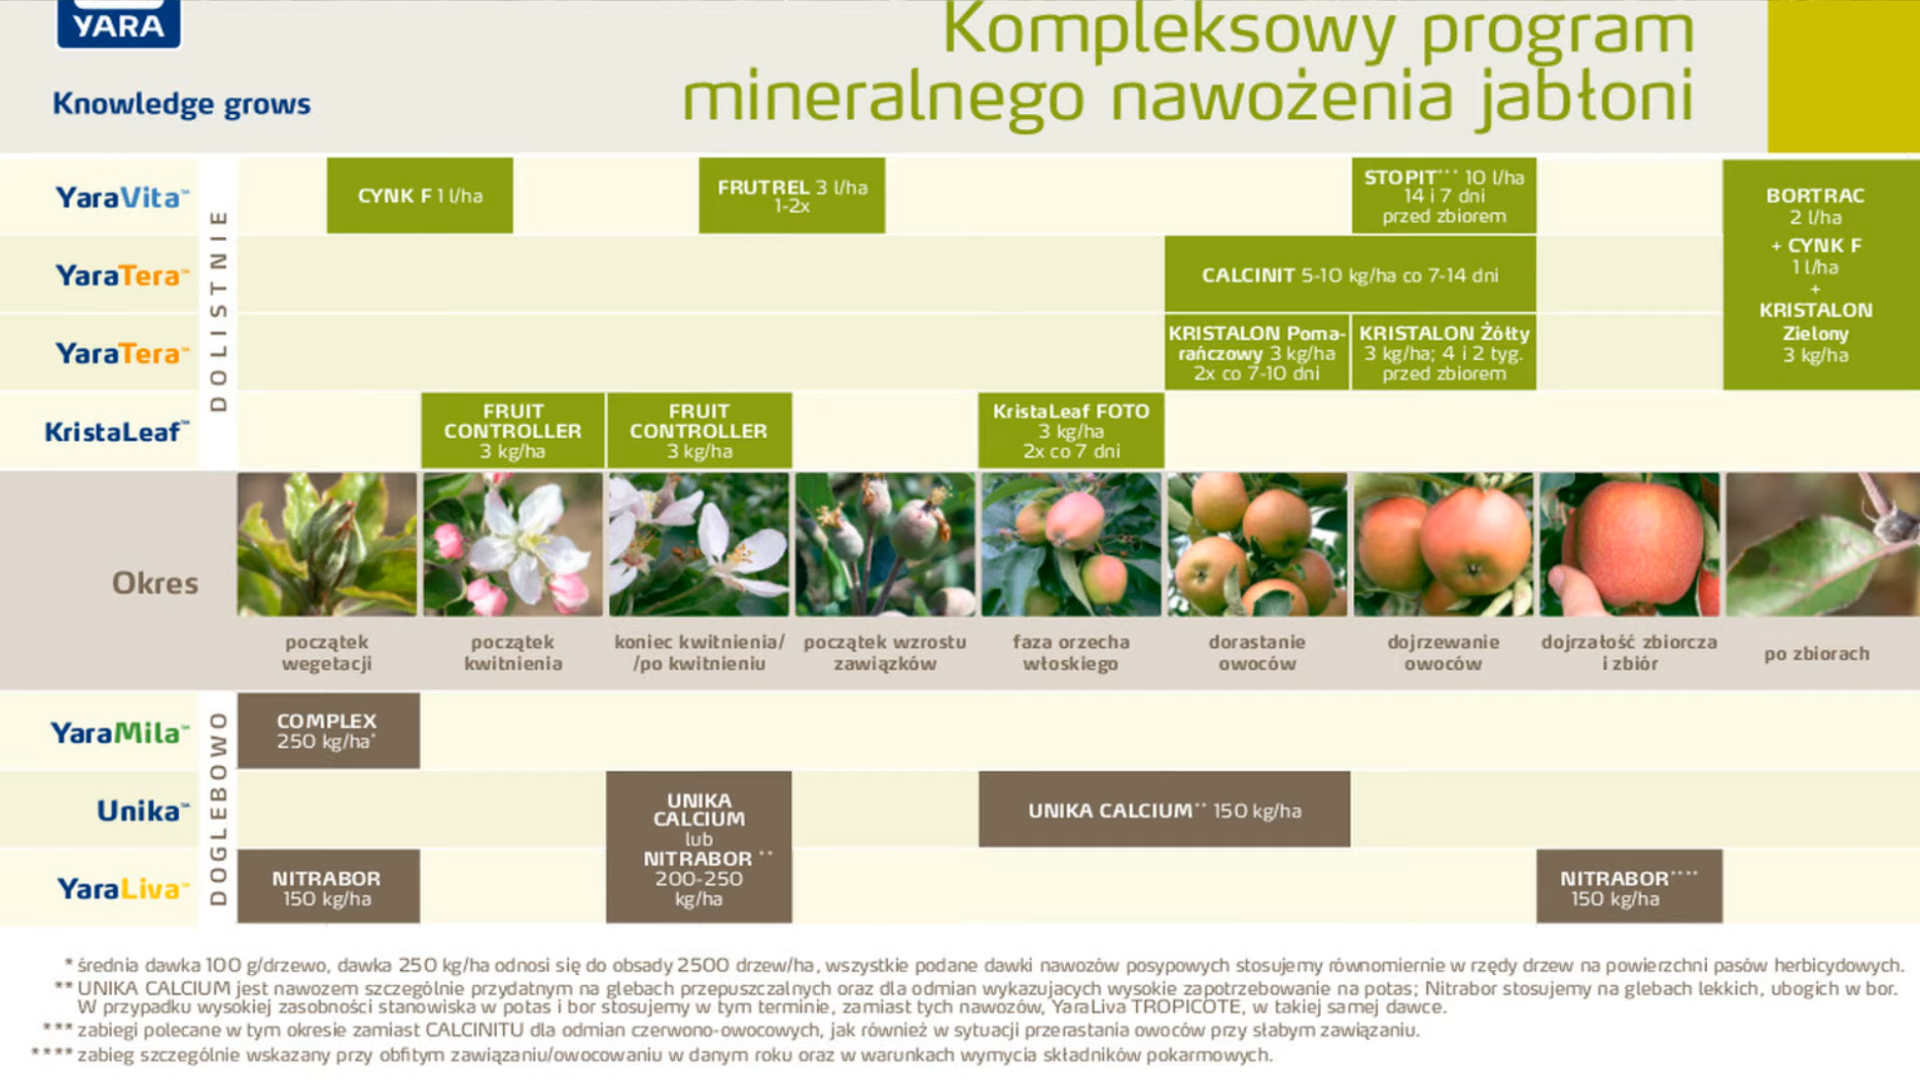 YARA
Knowledge grows
Kompleksowy program
mineralnego nawożenia jabłoni
DOLISTNIE
YaraVita™
CYNK F 1 l/ha
FRUTREL 3 l/ha
1-2x
STOPIT*** 10 l/ha
14 i 7 dni
przed zbiorem
BORTRAC
2 l/ha
+ CYNK F
1 l/ha
+
KRISTALON
Zielony
3 kg/ha
YaraTera™
CALCINIT 5-10 kg/ha co 7-14 dni
YaraTera™
KRISTALON Poma-
rańczowy 3 kg/ha
2x co 7-10 dni
KRISTALON Żółty
3 kg/ha; 4 i 2 tyg.
przed zbiorem
KristaLeaf™
FRUIT
CONTROLLER
3 kg/ha
FRUIT
CONTROLLER
3 kg/ha
KristaLeaf FOTO
3 kg/ha
2x co 7 dni
Okres
początek
wegetacji
początek
kwitnienia
koniec kwitnienia/
/po kwitnieniu
początek wzrostu
zawiązków
faza orzecha
włoskiego
dorastanie
owoców
dojrzewanie
owoców
dojrzałość zbiorcza
i zbiór
po zbiorach
DOGLEBOWO
YaraMila™
COMPLEX
250 kg/ha*
Unika™
UNIKA
CALCIUM
lub
NITRABOR **
200-250
kg/ha
UNIKA CALCIUM** 150 kg/ha
YaraLiva™
NITRABOR
150 kg/ha
NITRABOR****
150 kg/ha
* średnia dawka 100 g/drzewo, dawka 250 kg/ha odnosi się do obsady 2500 drzew/ha, wszystkie podane dawki nawozów posypowych stosujemy równomiernie w rzędy drzew na powierzchni pasów herbicydowych.
** UNIKA CALCIUM jest nawozem szczególnie przydatnym na glebach przepuszczalnych oraz dla odmian wykazujących wysokie zapotrzebowanie na potas; Nitrabor stosujemy na glebach lekkich, ubogich w bor.
W przypadku wysokiej zasobności stanowiska w potas i bor stosujemy w tym terminie, zamiast tych nawozów, YaraLiva TROPICOTE, w takiej samej dawce.
*** zabiegi polecane w tym okresie zamiast CALCINITU dla odmian czerwono-owocowych, jak również w sytuacji przerastania owoców przy słabym zawiązaniu.
**** zabieg szczególnie wskazany przy obfitym zawiązaniu/owocowaniu w danym roku oraz w warunkach wymycia składników pokarmowych.